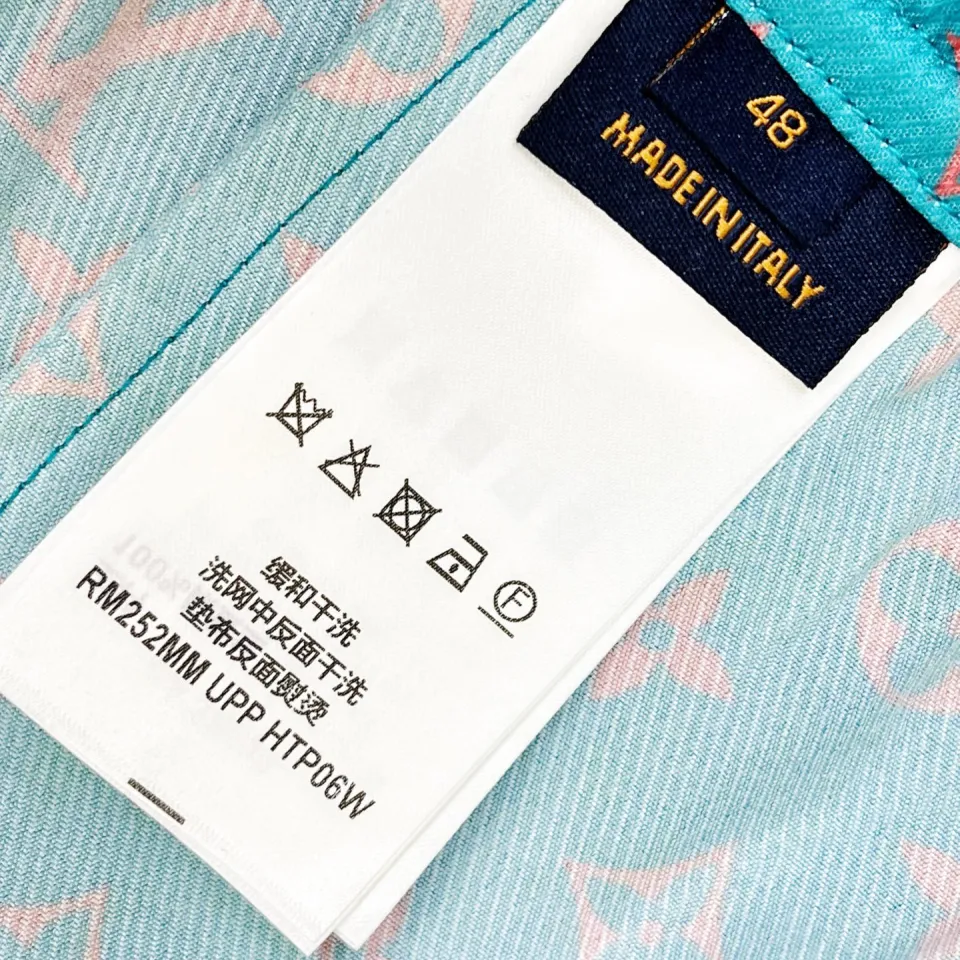 48
MADE IN ITALY
F
缓和干洗
洗网中反面干洗
垫布反面熨烫
RM252MM UPP HTP06W